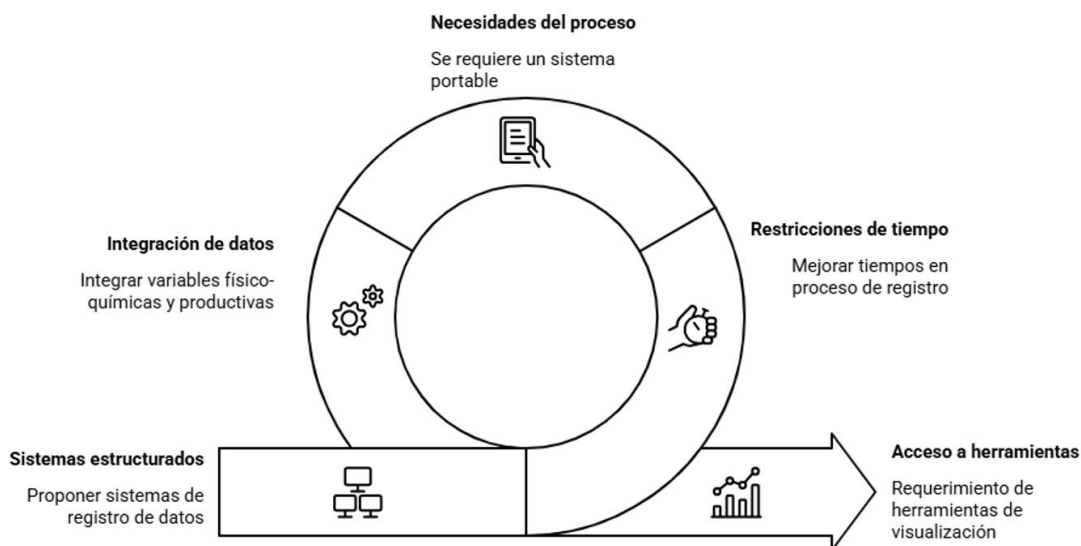 Necesidades del proceso
Se requiere un sistema
portable
Integración de datos
Integrar variables físico-
químicas y productivas
Restricciones de tiempo
Mejorar tiempos en
proceso de registro
Sistemas estructurados
Proponer sistemas de
registro de datos
Acceso a herramientas
Requerimiento de
herramientas de
visualización